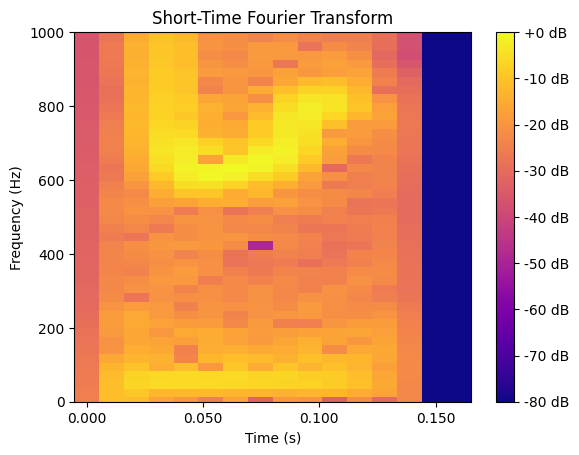 Short-Time Fourier Transform
1000
800
600
400
200
0
Frequency (Hz)
0.000
0.050
0.100
0.150
Time (s)
+0 dB
-10 dB
-20 dB
-30 dB
-40 dB
-50 dB
-60 dB
-70 dB
-80 dB